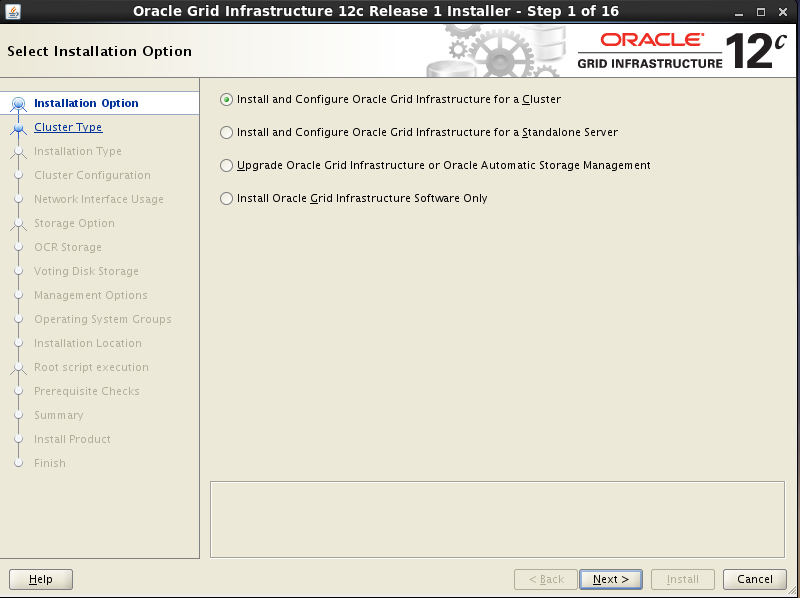 Oracle Grid Infrastructure 12c Release 1 Installer - Step 1 of 16
Select Installation Option
ORACLE
GRID INFRASTRUCTURE 12c
Installation Option
Cluster Type
Installation Type
Cluster Configuration
Network Interface Usage
Storage Option
OCR Storage
Voting Disk Storage
Management Options
Operating System Groups
Installation Location
Root script execution
Prerequisite Checks
Summary
Install Product
Finish
Install and Configure Oracle Grid Infrastructure for a Cluster
Install and Configure Oracle Grid Infrastructure for a Standalone Server
Upgrade Oracle Grid Infrastructure or Oracle Automatic Storage Management
Install Oracle Grid Infrastructure Software Only
Help
< Back
Next >
Install
Cancel